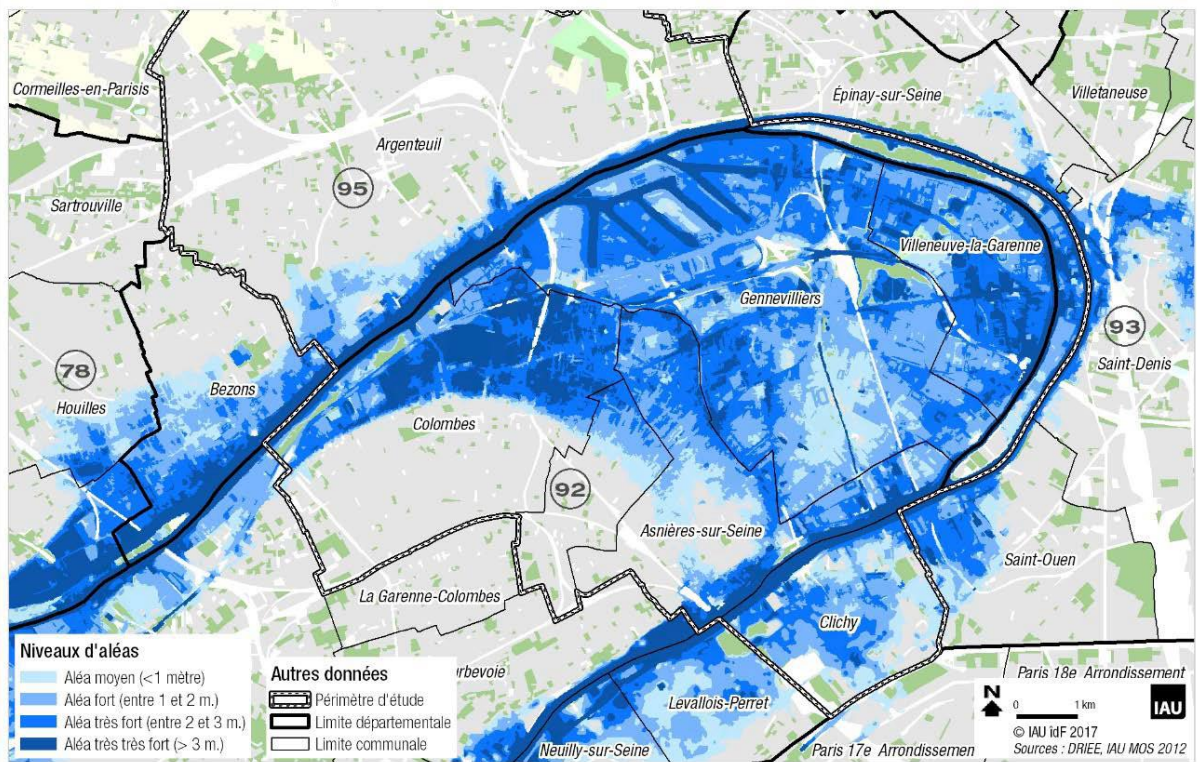 Cormeilles-en-Parisis
Épinay-sur-Seine
Villetaneuse
Argenteuil
95
Sartrouville
Villeneuve-la-Garenne
Gennevilliers
93
Saint-Denis
78
Houilles
Bezons
Colombes
92
Asnières-sur-Seine
Saint-Ouen
La Garenne-Colombes
Clichy
Levallois-Perret
Neuilly-sur-Seine
Paris 18e Arrondissement
Paris 17e Arrondissemen
Niveaux d'aléas
Aléa moyen (<1 mètre)
Aléa fort (entre 1 et 2 m.)
Aléa très fort (entre 2 et 3 m.)
Aléa très très fort (> 3 m.)
Autres données
Périmètre d'étude
Limite départementale
Limite communale
urbevoie
N
0 1 km
IAU
© IAU îdF 2017
Sources : DRIEE, IAU MOS 2012